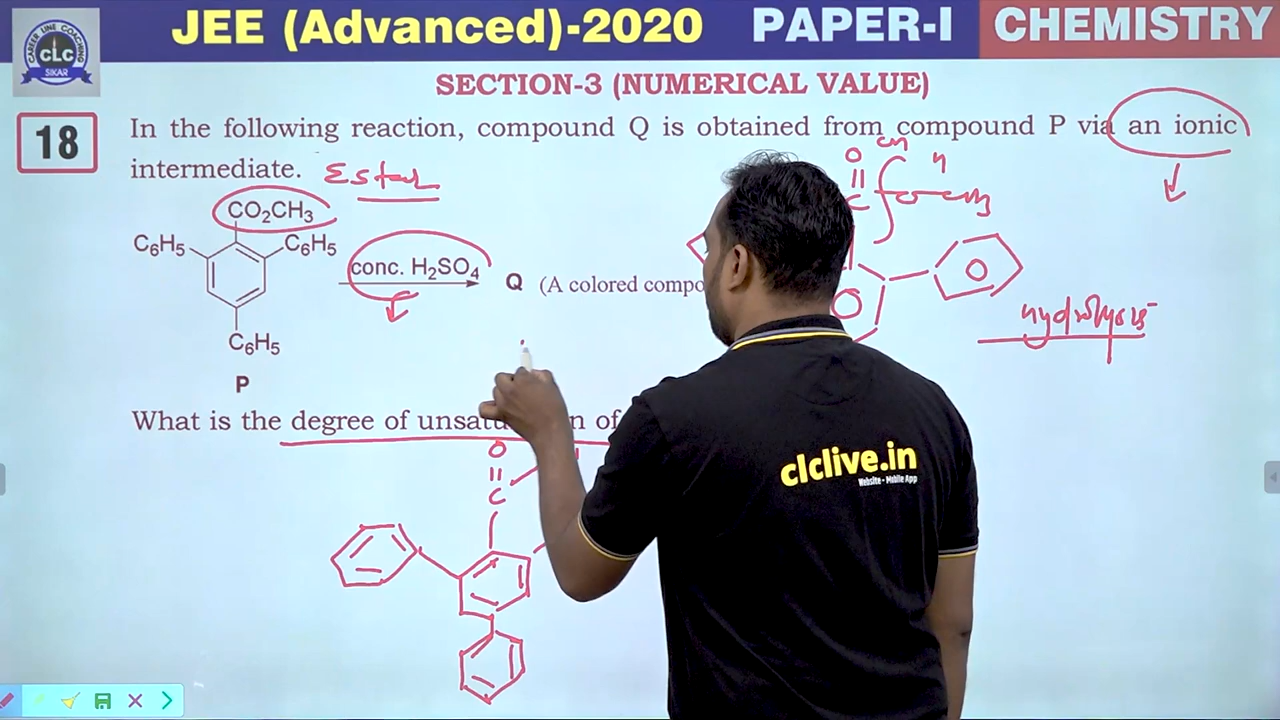 JEE (Advanced)-2020 PAPER-I CHEMISTRY
CAREER LINE COACHING
CLC
SIKAR
SECTION-3 (NUMERICAL VALUE)
18
In the following reaction, compound Q is obtained from compound P via an ionic
intermediate. Ester
CO₂CH₃
C₆H₅ C₆H₅
conc. H₂SO₄ Q (A colored compo
C₆H₅
P
hydrolysis
What is the degree of unsatu n of
O
C
O
C
O
clclive.in
Website - Mobile App